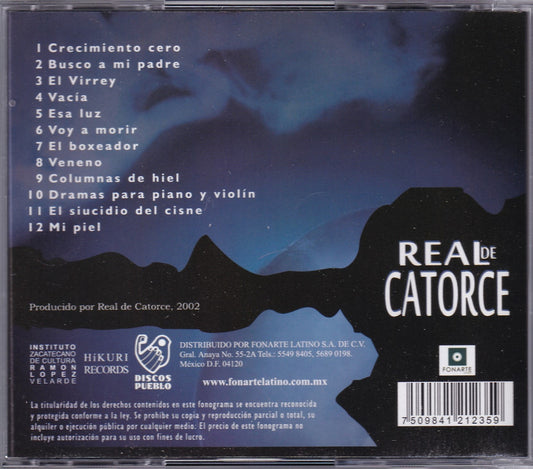 1 Crecimiento cero
2 Busco a mi padre
3 El Virrey
4 Vacía
5 Esa luz
6 Voy a morir
7 El boxeador
8 Veneno
9 Columnas de hiel
10 Dramas para piano y violín
11 El siucidio del cisne
12 Mi piel
REAL DE
CATORCE
Producido por Real de Catorce, 2002
INSTITUTO
ZACATECANO
DE CULTURA
RAMON
LOPEZ
VELARDE
HiKURI
RECORDS
DISCOS
PUEBLO
DISTRIBUIDO POR FONARTE LATINO S.A. DE C.V.
Gral. Anaya No. 55-2A Tels.: 5549 8405, 5689 0198.
México D.F. 04120
www.fonartelatino.com.mx
FONARTE
La titularidad de los derechos contenidos en este fonograma se encuentra reconocida
y protegida conforme a la ley. Se prohibe su copia y reproducción parcial o total, su
alquiler o ejecución pública por cualquier medio. El precio de este fonograma no
incluye autorización para su uso con fines de lucro.
7 509841 212359